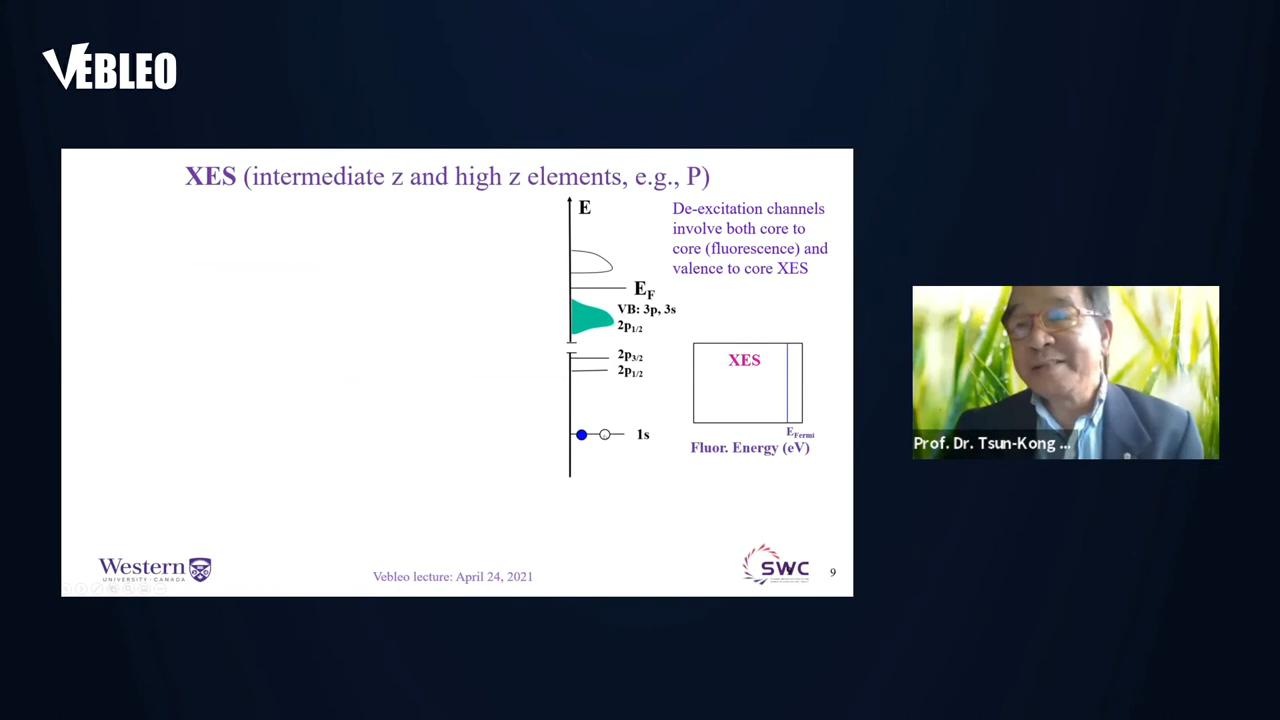 VEBLEO
XES (intermediate z and high z elements, e.g., P)
E
De-excitation channels
involve both core to
core (fluorescence) and
valence to core XES
EF
VB: 3p, 3s
2p1/2
2p3/2
2p1/2
1s
XES
EFermi
Fluor. Energy (eV)
Prof. Dr. Tsun-Kong ...
Western
UNIVERSITY · CANADA
Vebleo lecture: April 24, 2021
SWC
9